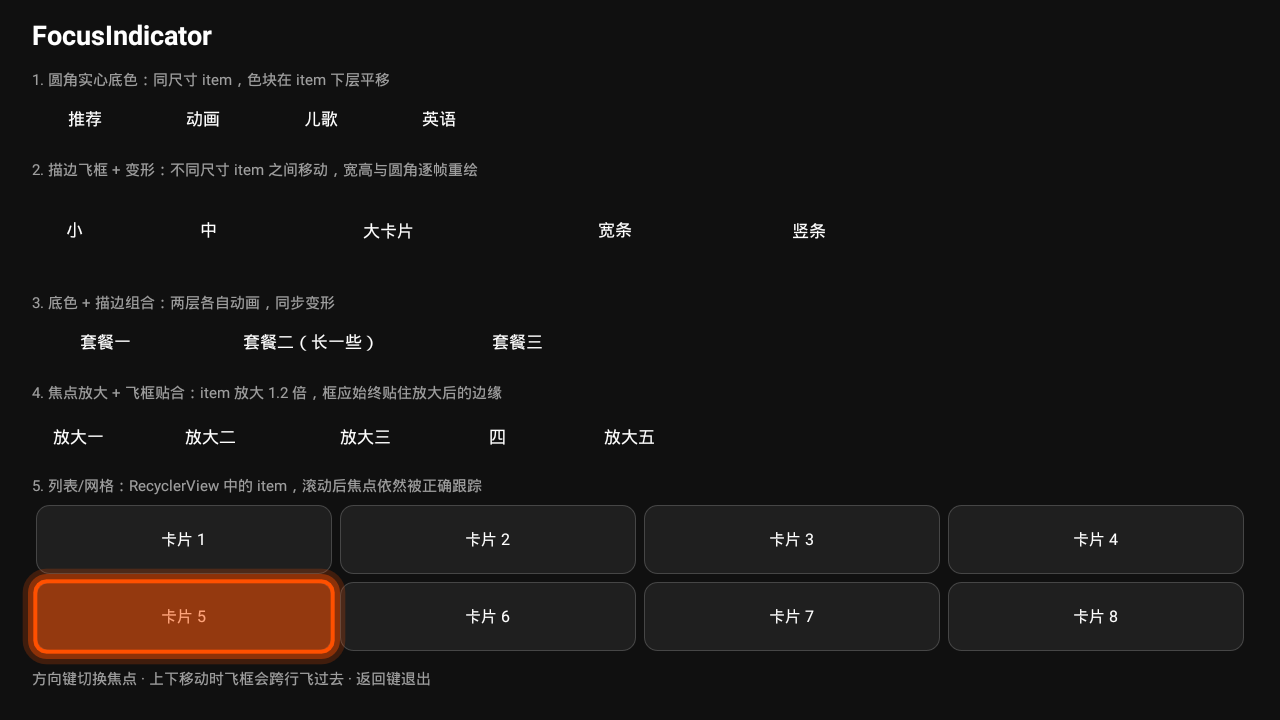 FocusIndicator
1. 圆角实心底色：同尺寸 item，色块在 item 下层平移
推荐 动画 儿歌 英语
2. 描边飞框 + 变形：不同尺寸 item 之间移动，宽高与圆角逐帧重绘
小 中 大卡片 宽条 竖条
3. 底色 + 描边组合：两层各自动画，同步变形
套餐一 套餐二（长一些） 套餐三
4. 焦点放大 + 飞框贴合：item 放大 1.2 倍，框应始终贴住放大后的边缘
放大一 放大二 放大三 四 放大五
5. 列表/网格：RecyclerView 中的 item，滚动后焦点依然被正确跟踪
卡片 1 卡片 2 卡片 3 卡片 4
卡片 5 卡片 6 卡片 7 卡片 8
方向键切换焦点 · 上下移动时飞框会跨行飞过去 · 返回键退出